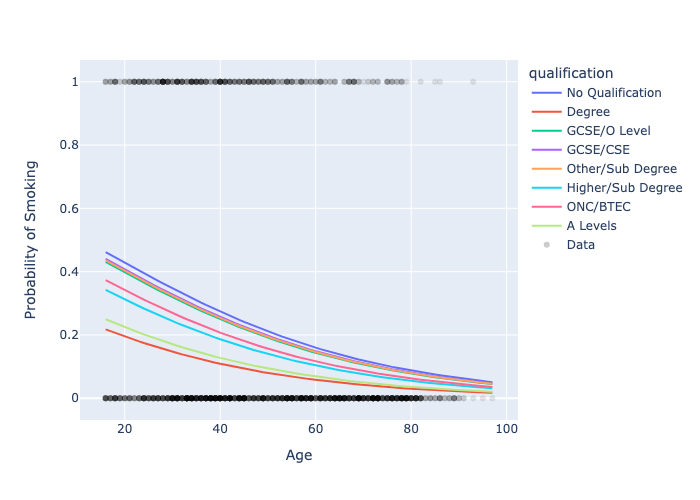 qualification
No Qualification
Degree
GCSE/O Level
GCSE/CSE
Other/Sub Degree
Higher/Sub Degree
ONC/BTEC
A Levels
Data
Probability of Smoking
1
0.8
0.6
0.4
0.2
0
20 40 60 80 100
Age